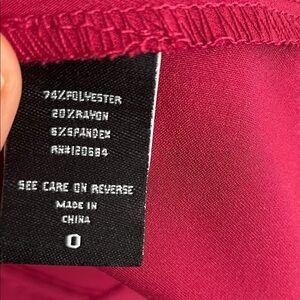 74%POLYESTER
20%RAYON
6%SPANDEX
RN#120684
SEE CARE ON REVERSE
MADE IN
CHINA
0